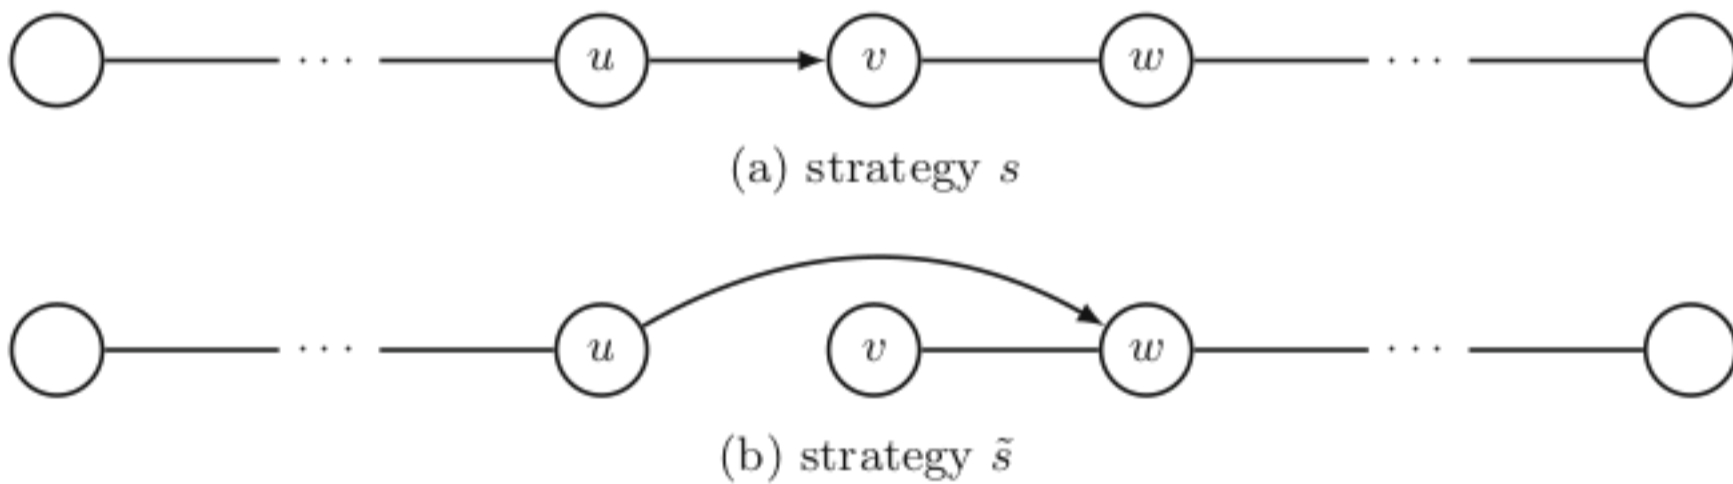 ··· u v w ···
(a) strategy s
··· u v w ···
(b) strategy s̃